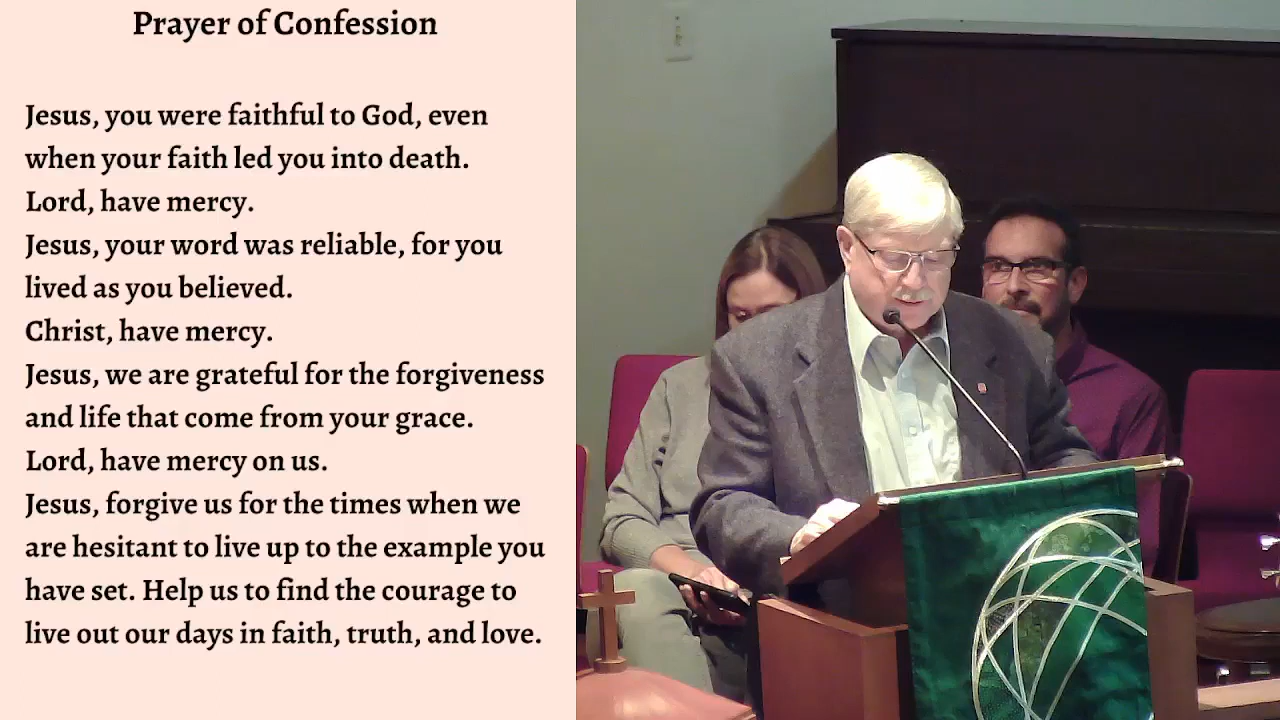 Prayer of Confession
Jesus, you were faithful to God, even
when your faith led you into death.
Lord, have mercy.
Jesus, your word was reliable, for you
lived as you believed.
Christ, have mercy.
Jesus, we are grateful for the forgiveness
and life that come from your grace.
Lord, have mercy on us.
Jesus, forgive us for the times when we
are hesitant to live up to the example you
have set. Help us to find the courage to
live out our days in faith, truth, and love.